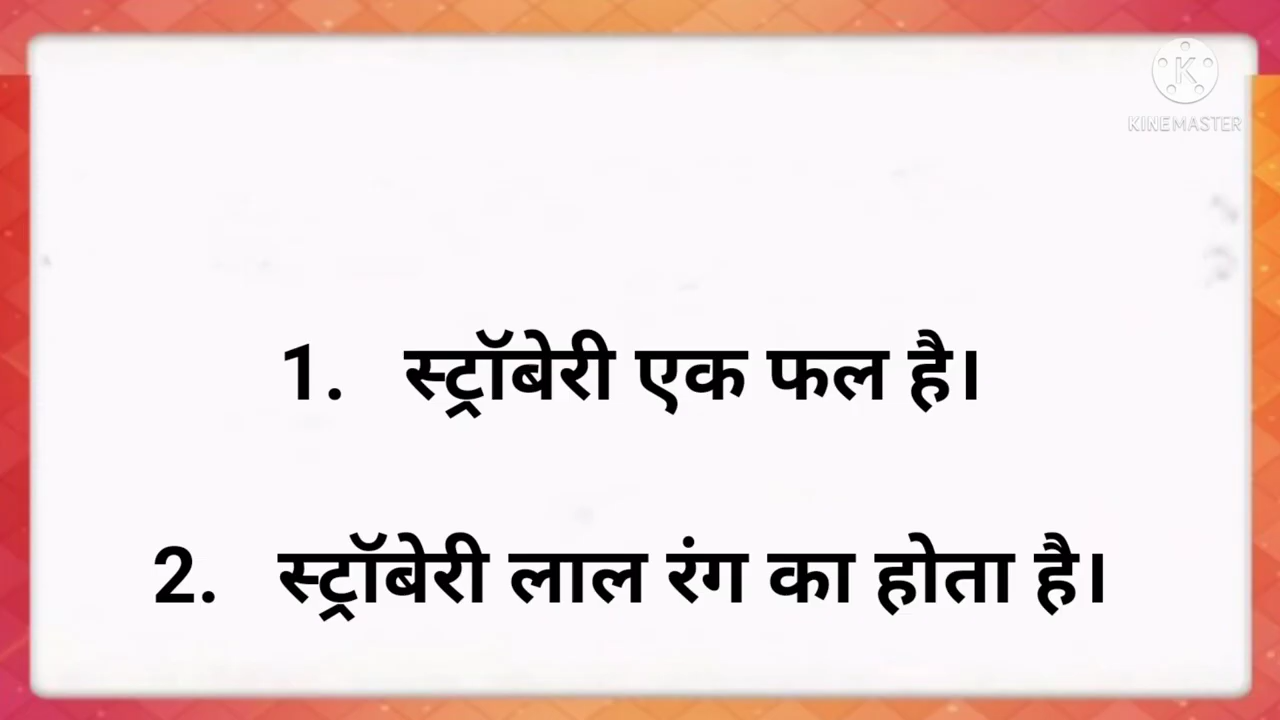 KINEMASTER
1. स्ट्रॉबेरी एक फल है।
2. स्ट्रॉबेरी लाल रंग का होता है।